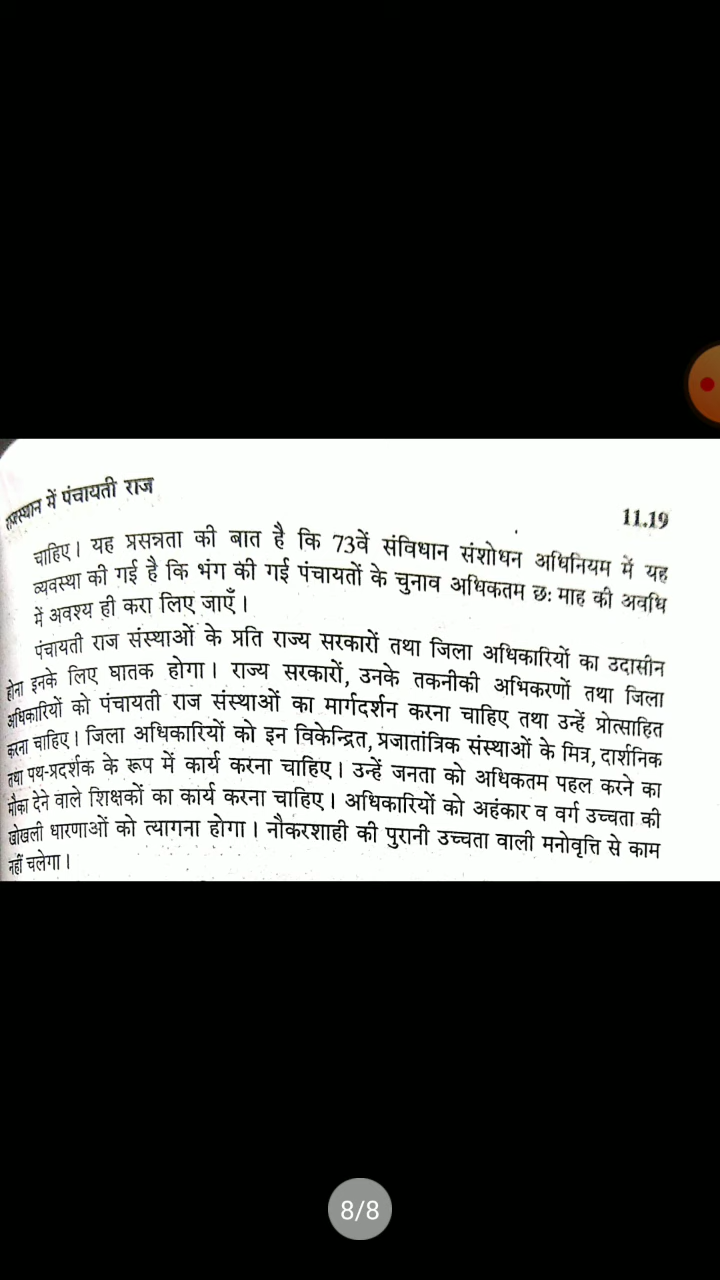 राजस्थान में पंचायती राज
11.19
चाहिए। यह प्रसन्नता की बात है कि 73वें संविधान संशोधन अधिनियम में यह
व्यवस्था की गई है कि भंग की गई पंचायतों के चुनाव अधिकतम छः माह की अवधि
में अवश्य ही करा लिए जाएँ।
पंचायती राज संस्थाओं के प्रति राज्य सरकारों तथा जिला अधिकारियों का उदासीन
होना इनके लिए घातक होगा। राज्य सरकारों, उनके तकनीकी अभिकरणों तथा जिला
अधिकारियों को पंचायती राज संस्थाओं का मार्गदर्शन करना चाहिए तथा उन्हें प्रोत्साहित
करना चाहिए। जिला अधिकारियों को इन विकेन्द्रित, प्रजातांत्रिक संस्थाओं के मित्र, दार्शनिक
तथा पथ-प्रदर्शक के रूप में कार्य करना चाहिए। उन्हें जनता को अधिकतम पहल करने का
मौका देने वाले शिक्षकों का कार्य करना चाहिए। अधिकारियों को अहंकार व वर्ग उच्चता की
खोखली धारणाओं को त्यागना होगा। नौकरशाही की पुरानी उच्चता वाली मनोवृत्ति से काम
नहीं चलेगा।
8/8